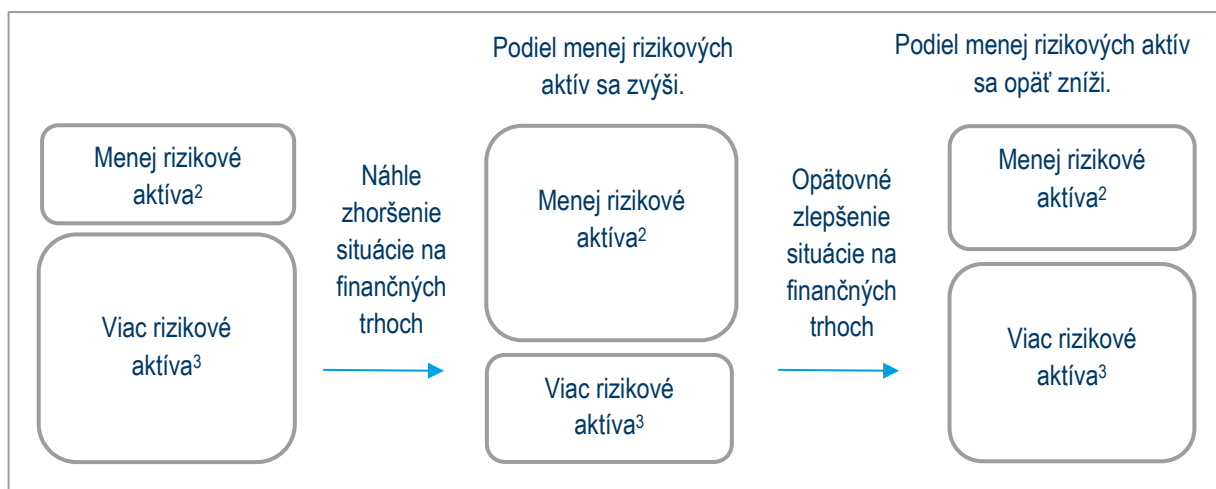 Menej rizikové
aktíva²
Viac rizikové
aktíva³
Náhle
zhoršenie
situácie na
finančných
trhoch
Podiel menej rizikových
aktív sa zvýši.
Menej rizikové
aktíva²
Viac rizikové
aktíva³
Opätovné
zlepšenie
situácie na
finančných
trhoch
Podiel menej rizikových aktív
sa opäť zníži.
Menej rizikové
aktíva²
Viac rizikové
aktíva³